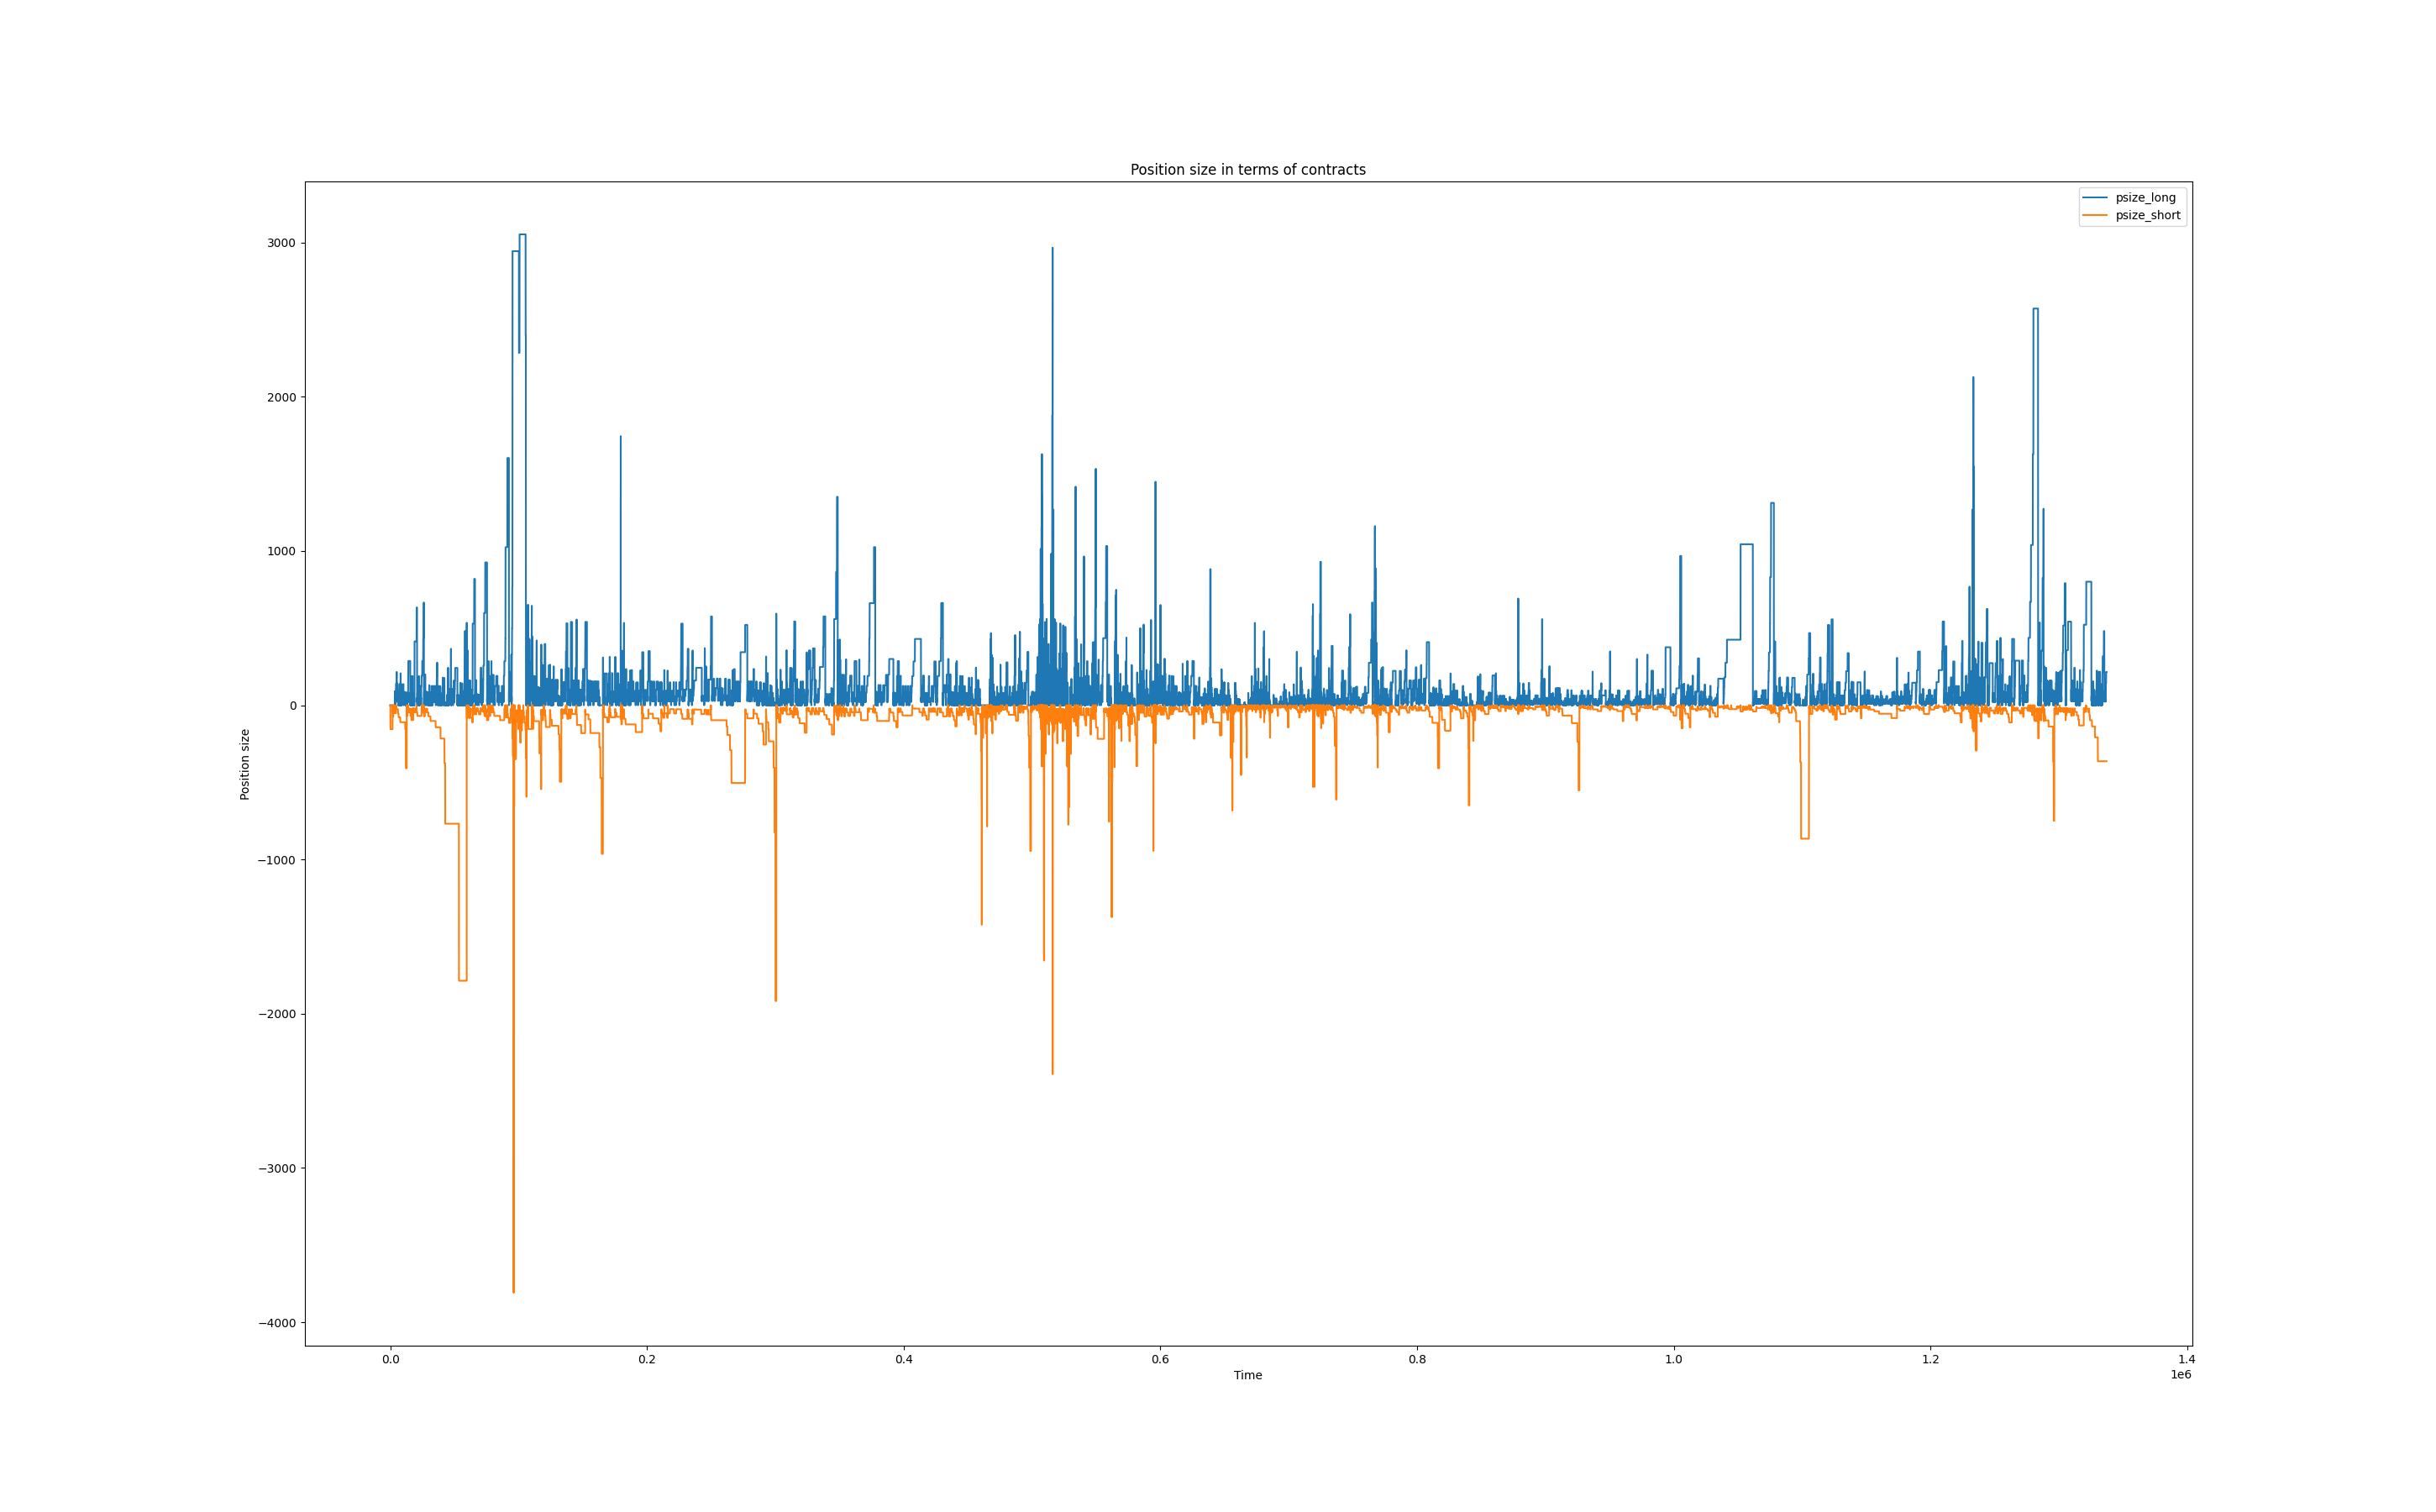 Position size in terms of contracts
psize_long
psize_short
3000
2000
1000
0
−1000
−2000
−3000
−4000
Position size
0.0 0.2 0.4 0.6 0.8 1.0 1.2 1.4
Time
1e6